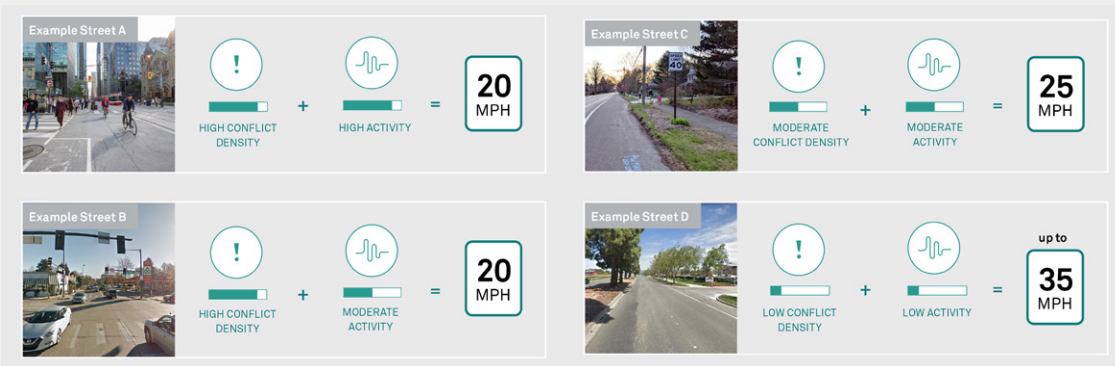 Example Street A
!
+
=
20
MPH
HIGH CONFLICT
DENSITY
HIGH ACTIVITY
Example Street C
SPEED
LIMIT
40
!
+
=
25
MPH
MODERATE
CONFLICT DENSITY
MODERATE
ACTIVITY
Example Street B
!
+
=
20
MPH
HIGH CONFLICT
DENSITY
MODERATE
ACTIVITY
Example Street D
!
+
=
up to
35
MPH
LOW CONFLICT
DENSITY
LOW ACTIVITY